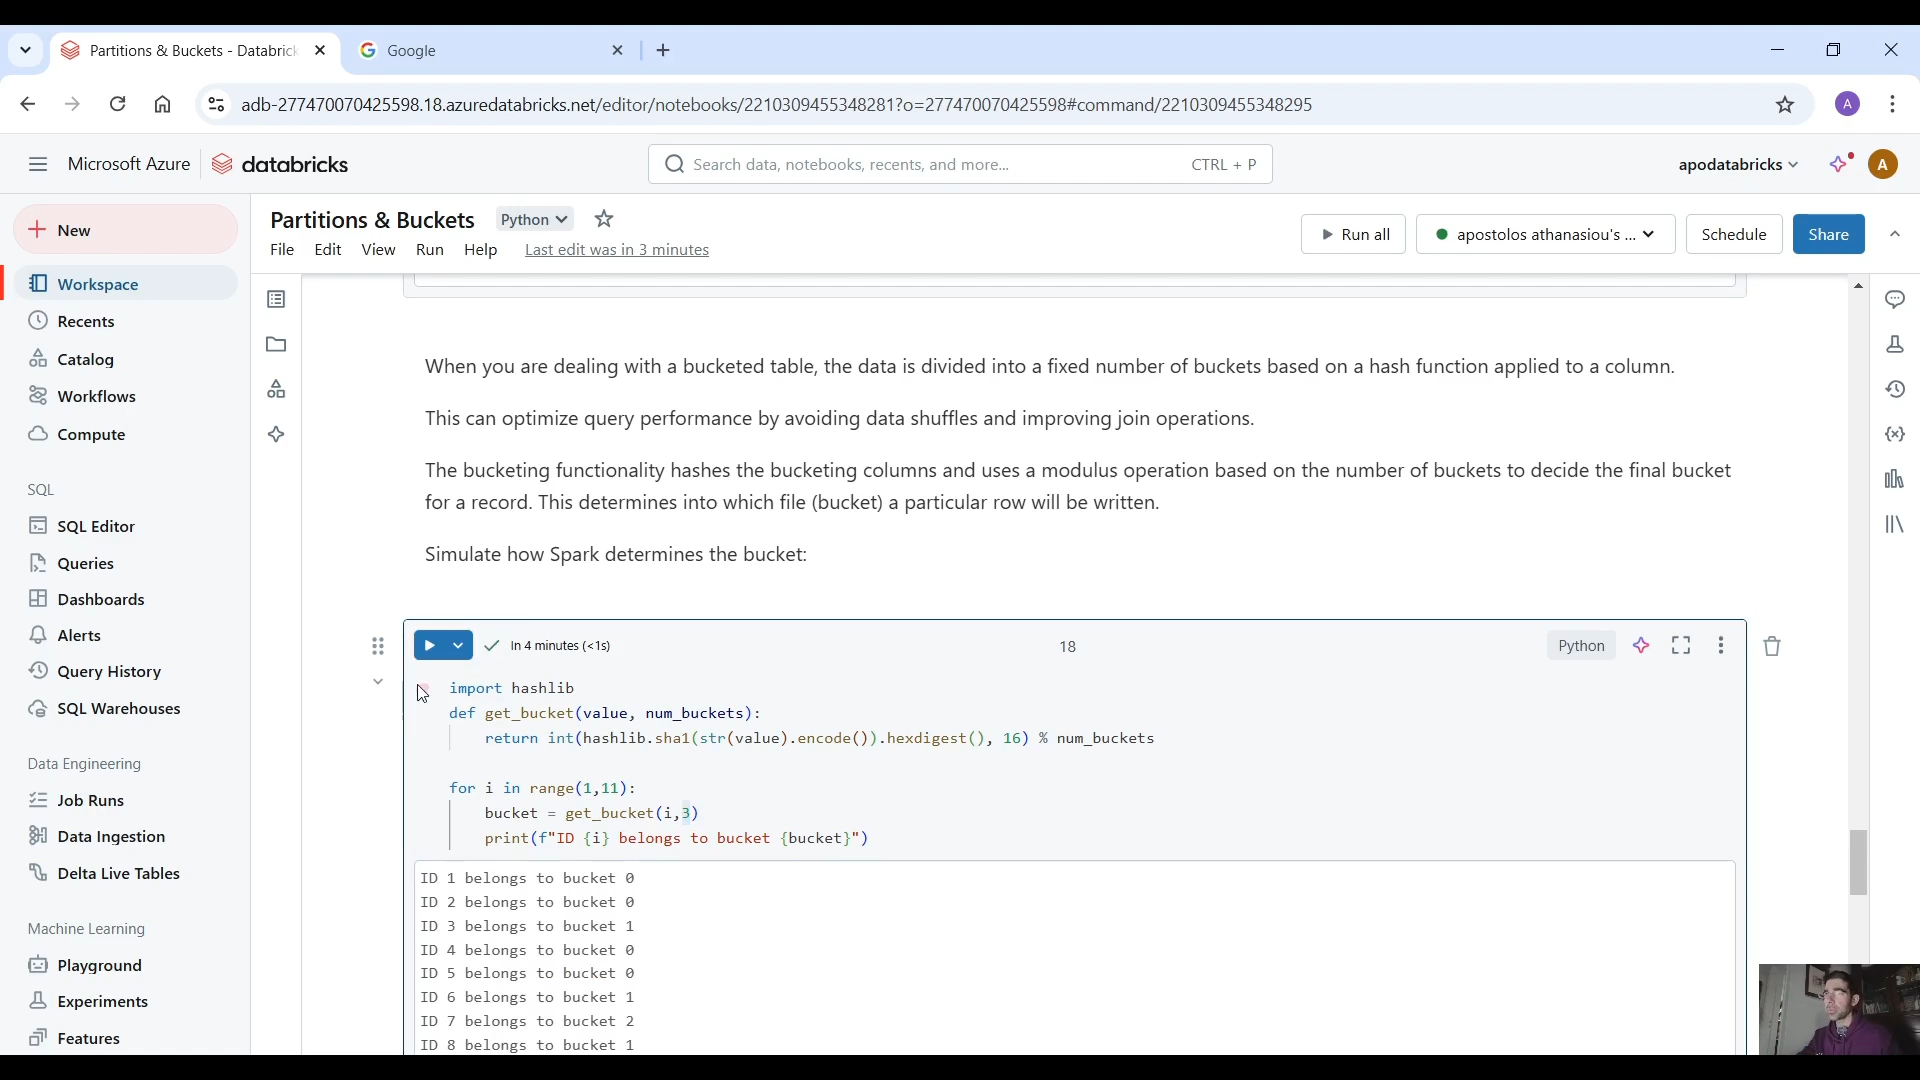 Partitions & Buckets - Databrick
Google
adb-277470070425598.18.azuredatabricks.net/editor/notebooks/2210309455348281?o=277470070425598#command/2210309455348295
A
Microsoft Azure
databricks
Search data, notebooks, recents, and more...
CTRL + P
apodatabricks
A
New
Workspace
Recents
Catalog
Workflows
Compute
SQL
SQL Editor
Queries
Dashboards
Alerts
Query History
SQL Warehouses
Data Engineering
Job Runs
Data Ingestion
Delta Live Tables
Machine Learning
Playground
Experiments
Features
Partitions & Buckets
Python
File
Edit
View
Run
Help
Last edit was in 3 minutes
Run all
apostolos athanasiou's ...
Schedule
Share
When you are dealing with a bucketed table, the data is divided into a fixed number of buckets based on a hash function applied to a column.
This can optimize query performance by avoiding data shuffles and improving join operations.
The bucketing functionality hashes the bucketing columns and uses a modulus operation based on the number of buckets to decide the final bucket
for a record. This determines into which file (bucket) a particular row will be written.
Simulate how Spark determines the bucket:
In 4 minutes (<1s)
18
Python
import hashlib
def get_bucket(value, num_buckets):
    return int(hashlib.sha1(str(value).encode()).hexdigest(), 16) % num_buckets
for i in range(1,11):
    bucket = get_bucket(i,3)
    print(f"ID {i} belongs to bucket {bucket}")
ID 1 belongs to bucket 0
ID 2 belongs to bucket 0
ID 3 belongs to bucket 1
ID 4 belongs to bucket 0
ID 5 belongs to bucket 0
ID 6 belongs to bucket 1
ID 7 belongs to bucket 2
ID 8 belongs to bucket 1